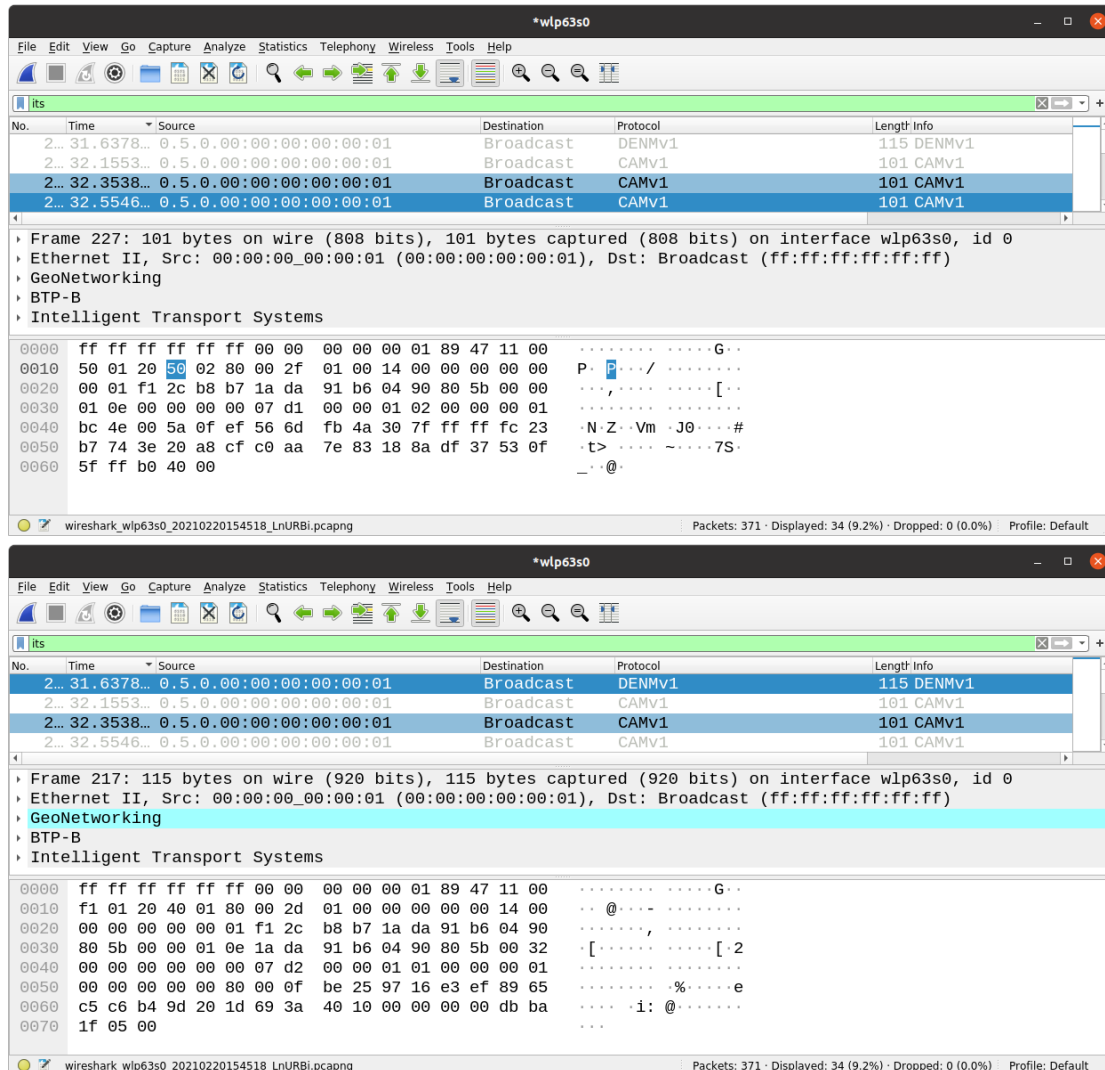 *wlp63s0
File Edit View Go Capture Analyze Statistics Telephony Wireless Tools Help
its
No. Time Source Destination Protocol Length Info
2… 31.6378… 0.5.0.00:00:00:00:00:01 Broadcast DENMv1 115 DENMv1
2… 32.1553… 0.5.0.00:00:00:00:00:01 Broadcast CAMv1 101 CAMv1
2… 32.3538… 0.5.0.00:00:00:00:00:01 Broadcast CAMv1 101 CAMv1
2… 32.5546… 0.5.0.00:00:00:00:00:01 Broadcast CAMv1 101 CAMv1
Frame 227: 101 bytes on wire (808 bits), 101 bytes captured (808 bits) on interface wlp63s0, id 0
Ethernet II, Src: 00:00:00_00:00:01 (00:00:00:00:00:01), Dst: Broadcast (ff:ff:ff:ff:ff:ff)
GeoNetworking
BTP-B
Intelligent Transport Systems
0000 ff ff ff ff ff ff 00 00 00 00 00 01 89 47 11 00 ········ ·····G··
0010 50 01 20 50 02 80 00 2f 01 00 14 00 00 00 00 00 P· P···/ ········
0020 00 01 f1 2c b8 b7 1a da 91 b6 04 90 80 5b 00 00 ···,···· ·····[··
0030 01 0e 00 00 00 00 07 d1 00 00 01 02 00 00 00 01 ········ ········
0040 bc 4e 00 5a 0f ef 56 6d fb 4a 30 7f ff ff fc 23 ·N·Z··Vm ·J0····#
0050 b7 74 3e 20 a8 cf c0 aa 7e 83 18 8a df 37 53 0f ·t> ···· ~····7S·
0060 5f ff b0 40 00 _··@·
wireshark_wlp63s0_20210220154518_LnURBi.pcapng Packets: 371 · Displayed: 34 (9.2%) · Dropped: 0 (0.0%) Profile: Default
*wlp63s0
File Edit View Go Capture Analyze Statistics Telephony Wireless Tools Help
its
No. Time Source Destination Protocol Length Info
2… 31.6378… 0.5.0.00:00:00:00:00:01 Broadcast DENMv1 115 DENMv1
2… 32.1553… 0.5.0.00:00:00:00:00:01 Broadcast CAMv1 101 CAMv1
2… 32.3538… 0.5.0.00:00:00:00:00:01 Broadcast CAMv1 101 CAMv1
2… 32.5546… 0.5.0.00:00:00:00:00:01 Broadcast CAMv1 101 CAMv1
Frame 217: 115 bytes on wire (920 bits), 115 bytes captured (920 bits) on interface wlp63s0, id 0
Ethernet II, Src: 00:00:00_00:00:01 (00:00:00:00:00:01), Dst: Broadcast (ff:ff:ff:ff:ff:ff)
GeoNetworking
BTP-B
Intelligent Transport Systems
0000 ff ff ff ff ff ff 00 00 00 00 00 01 89 47 11 00 ········ ·····G··
0010 f1 01 20 40 01 80 00 2d 01 00 00 00 00 00 14 00 ·· @···- ········
0020 00 00 00 00 00 01 f1 2c b8 b7 1a da 91 b6 04 90 ·······, ········
0030 80 5b 00 00 01 0e 1a da 91 b6 04 90 80 5b 00 32 ·[······ ·····[·2
0040 00 00 00 00 00 00 07 d2 00 00 01 01 00 00 00 01 ········ ········
0050 00 00 00 00 00 80 00 0f be 25 97 16 e3 ef 89 65 ········ ·%·····e
0060 c5 c6 b4 9d 20 1d 69 3a 40 10 00 00 00 00 db ba ···· ·i: @·······
0070 1f 05 00 ···
wireshark_wlp63s0_20210220154518_LnURBi.pcapng Packets: 371 · Displayed: 34 (9.2%) · Dropped: 0 (0.0%) Profile: Default